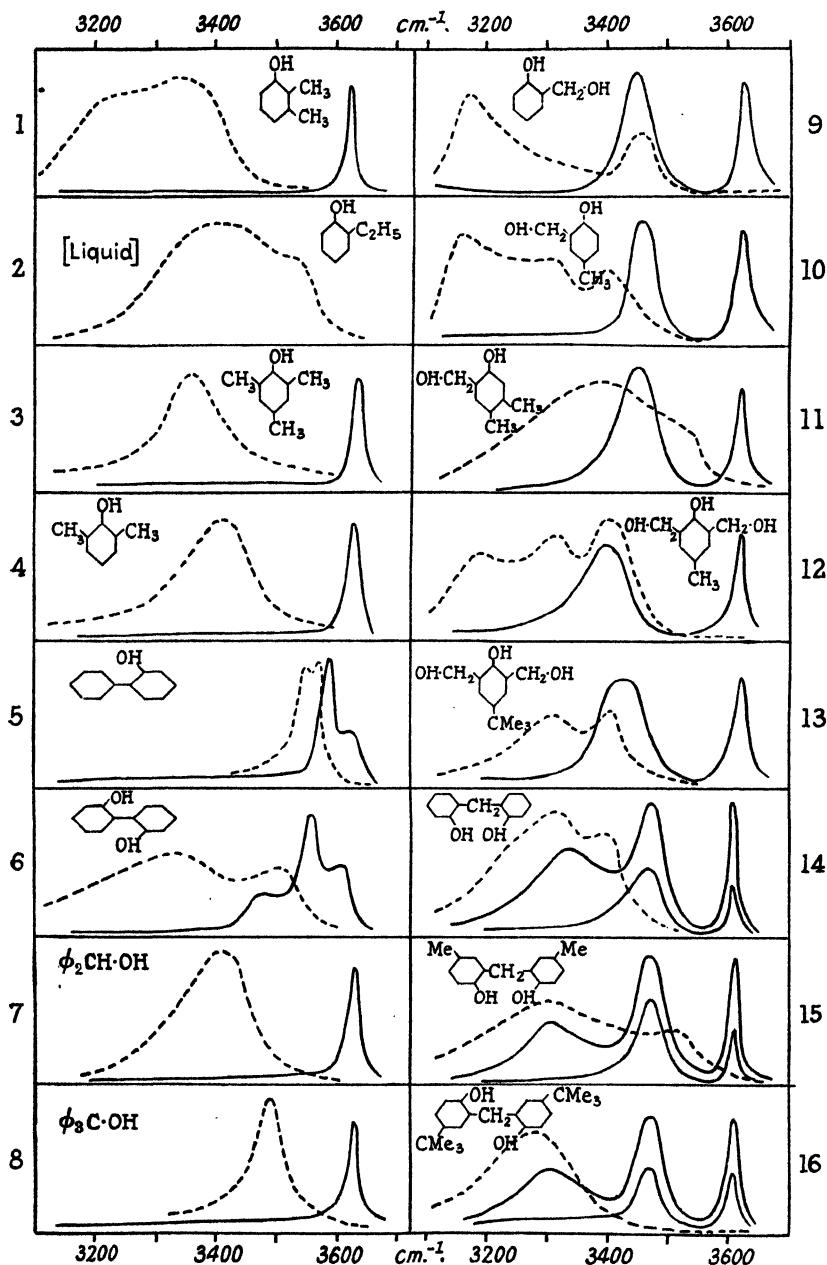 3200 3400 cm.⁻¹. 3200 3400 3600
3600
1
OH
CH₃
CH₃
2
[Liquid]
OH
C₂H₅
3
OH
CH₃ CH₃
CH₃
4
OH
CH₃ CH₃
5
OH
6
OH
OH
7
ϕ₂CH·OH
8
ϕ₃C·OH
9
OH
CH₂·OH
10
OH
OH·CH₂
CH₃
11
OH
OH·CH₂
CH₃
CH₃
12
OH
OH·CH₂ CH₂·OH
CH₃
13
OH
OH·CH₂ CH₂·OH
CMe₃
14
CH₂
OH OH
15
Me Me
CH₂
OH OH
16
OH CMe₃
CH₂
CMe₃ OH
3200 3400 3600 cm.⁻¹ 3200 3400 3600